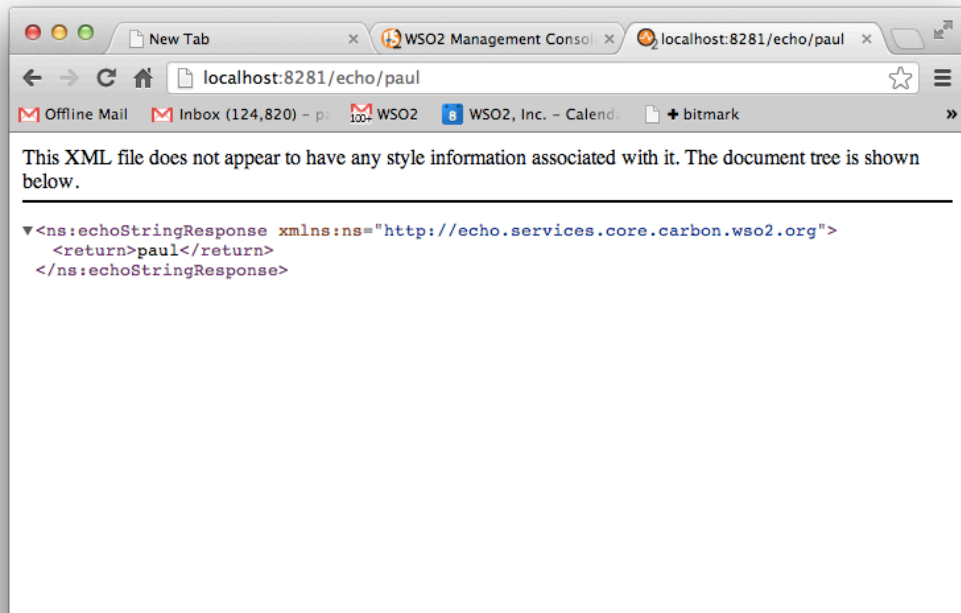 New Tab
WSO2 Management Consol
localhost:8281/echo/paul
localhost:8281/echo/paul
Offline Mail
Inbox (124,820) – pa
100+ WSO2
8 WSO2, Inc. – Calenda
+ bitmark
»
This XML file does not appear to have any style information associated with it. The document tree is shown
below.
▼<ns:echoStringResponse xmlns:ns="http://echo.services.core.carbon.wso2.org">
<return>paul</return>
</ns:echoStringResponse>